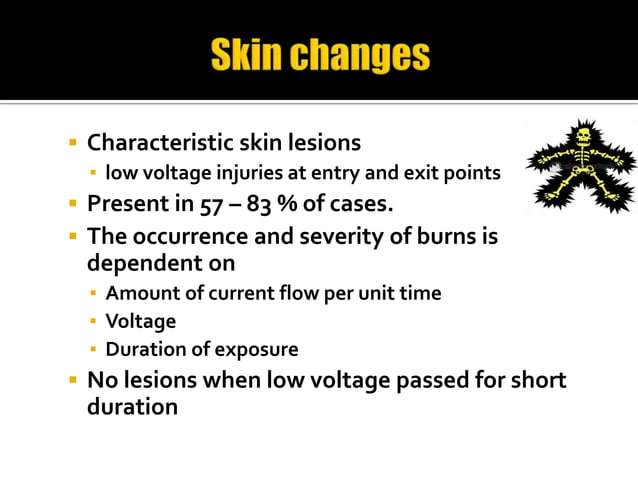 Skin changes
Characteristic skin lesions
low voltage injuries at entry and exit points
Present in 57 – 83 % of cases.
The occurrence and severity of burns is
dependent on
Amount of current flow per unit time
Voltage
Duration of exposure
No lesions when low voltage passed for short
duration